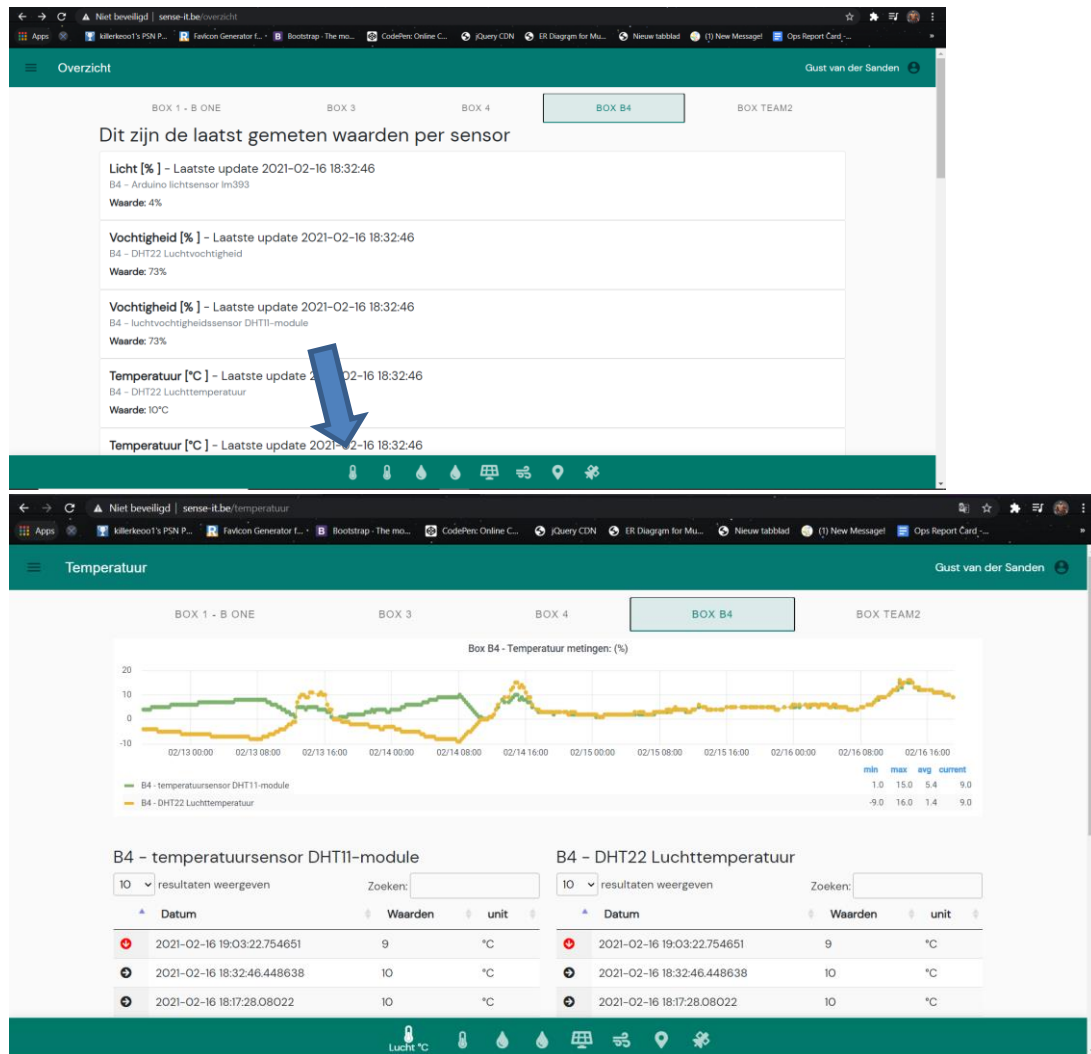 Niet beveiligd | sense-it.be/overzicht
Apps killerkeoo1's PSN P... Favicon Generator f... Bootstrap · The mo... CodePen: Online C... jQuery CDN ER Diagram for Mu... Nieuw tabblad (1) New Message! Ops Report Card -... »
Overzicht Gust van der Sanden
BOX 1 - B ONE BOX 3 BOX 4 BOX B4 BOX TEAM2
Dit zijn de laatst gemeten waarden per sensor
Licht [% ] - Laatste update 2021-02-16 18:32:46
B4 - Arduino lichtsensor lm393
Waarde: 4%
Vochtigheid [% ] - Laatste update 2021-02-16 18:32:46
B4 - DHT22 Luchtvochtigheid
Waarde: 73%
Vochtigheid [% ] - Laatste update 2021-02-16 18:32:46
B4 - luchtvochtigheidssensor DHT11-module
Waarde: 73%
Temperatuur [°C ] - Laatste update 2 02-16 18:32:46
B4 - DHT22 Luchttemperatuur
Waarde: 10°C
Temperatuur [°C ] - Laatste update 2021-02-16 18:32:46
Niet beveiligd | sense-it.be/temperatuur
Apps killerkeoo1's PSN P... Favicon Generator f... Bootstrap · The mo... CodePen: Online C... jQuery CDN ER Diagram for Mu... Nieuw tabblad (1) New Message! Ops Report Card -... »
Temperatuur Gust van der Sanden
BOX 1 - B ONE BOX 3 BOX 4 BOX B4 BOX TEAM2
Box B4 - Temperatuur metingen: (%)
20
10
0
-10
02/13 00:00 02/13 08:00 02/13 16:00 02/14 00:00 02/14 08:00 02/14 16:00 02/15 00:00 02/15 08:00 02/15 16:00 02/16 00:00 02/16 08:00 02/16 16:00
min max avg current
B4 - temperatuursensor DHT11-module 1.0 15.0 5.4 9.0
B4 - DHT22 Luchttemperatuur -9.0 16.0 1.4 9.0
B4 - temperatuursensor DHT11-module B4 - DHT22 Luchttemperatuur
10 resultaten weergeven Zoeken: 10 resultaten weergeven Zoeken:
Datum Waarden unit Datum Waarden unit
2021-02-16 19:03:22.754651 9 °C 2021-02-16 19:03:22.754651 9 °C
2021-02-16 18:32:46.448638 10 °C 2021-02-16 18:32:46.448638 10 °C
2021-02-16 18:17:28.08022 10 °C 2021-02-16 18:17:28.08022 10 °C
Lucht °C